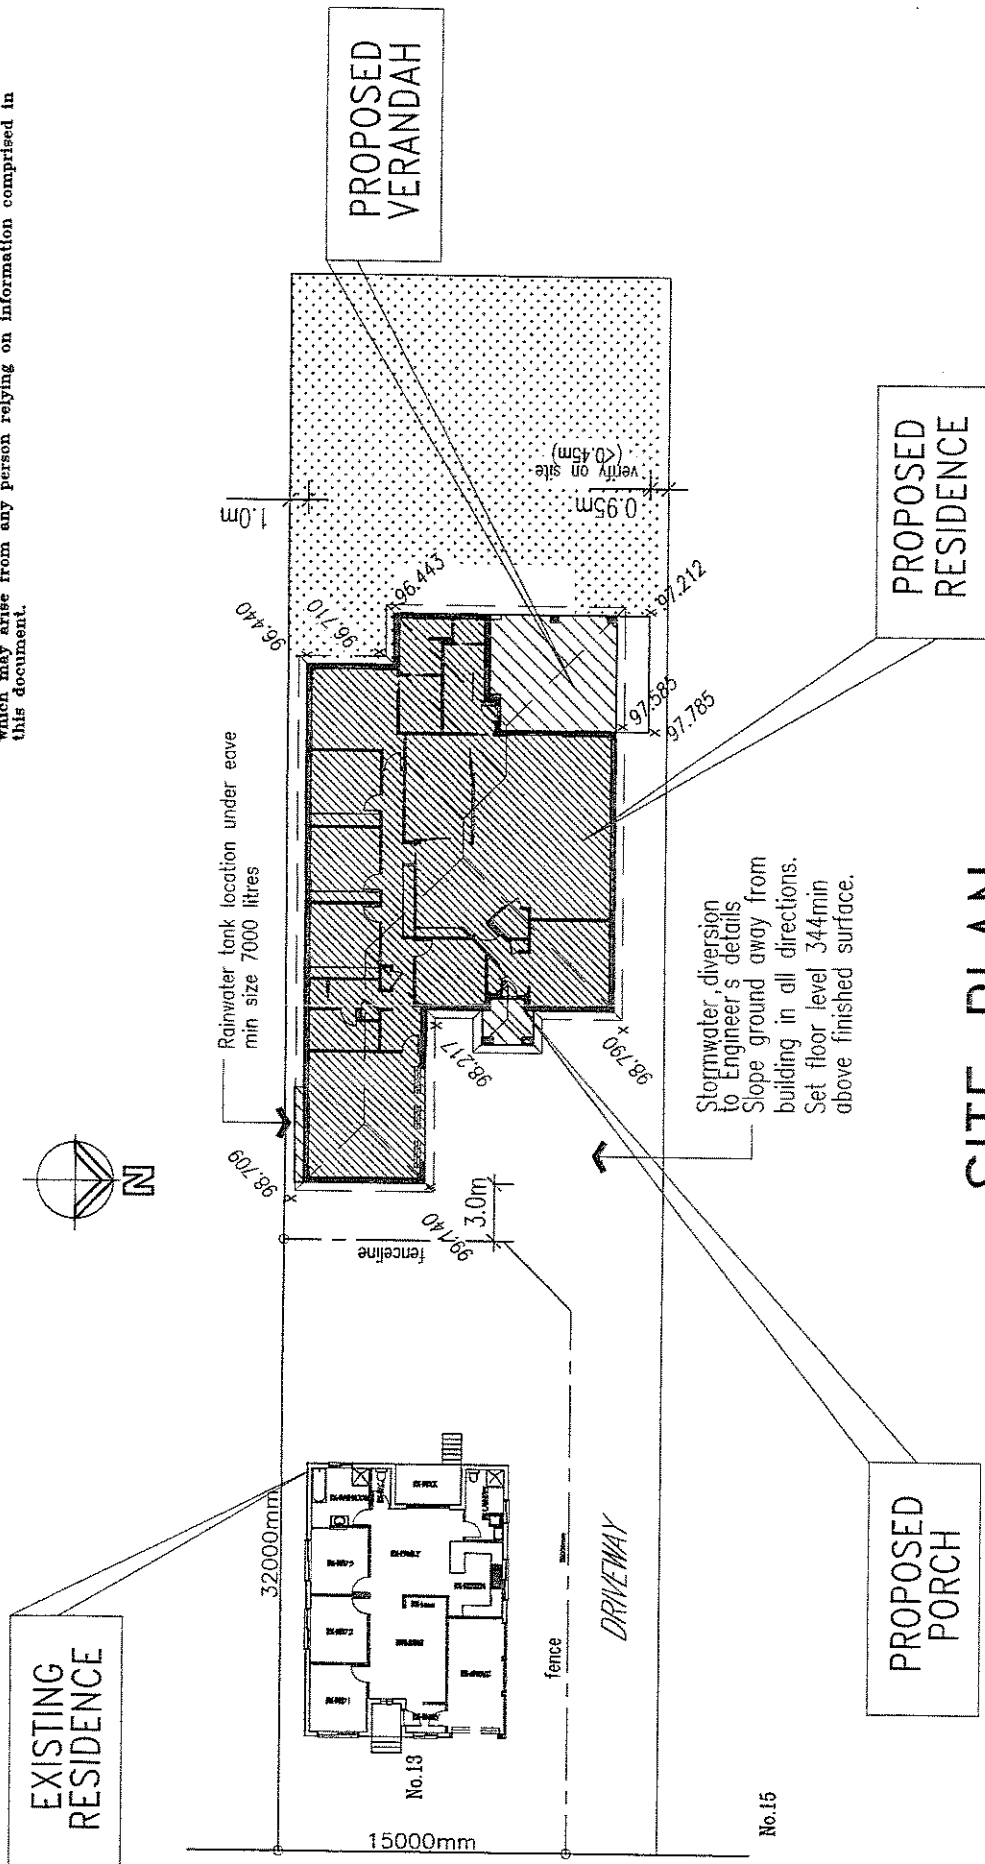 which may arise from any person relying on information comprised in
this document.
PROPOSED
VERANDAH
1.0m
verify on site
(<0.45m)
0.95m
96.440
96.710
96.443
97.212
97.585
97.785
PROPOSED
RESIDENCE
Rainwater tank location under eave
min size 7000 litres
N
98.709
98.217
98.790
Stormwater diversion
to Engineer's details
Slope ground away from
building in all directions.
Set floor level 344min
above finished surface.
99.140
3.0m
fenceline
SITE PLAN
EXISTING
RESIDENCE
32000mm
No.13
15000mm
fence
DRIVEWAY
No.15
PROPOSED
PORCH